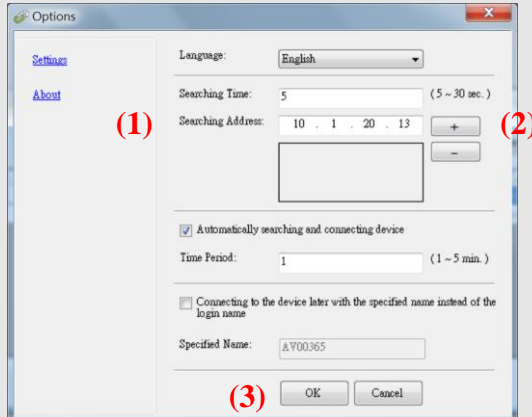 Options
Settings
About
Language:
English
Searching Time:
5
(5 ~ 30 sec.)
(1)
Searching Address:
10 . 1 . 20 . 13
+
(2)
-
Automatically searching and connecting device
Time Period:
1
(1 ~ 5 min.)
Connecting to the device later with the specified name instead of the
login name
Specified Name:
AV00365
(3)
OK
Cancel